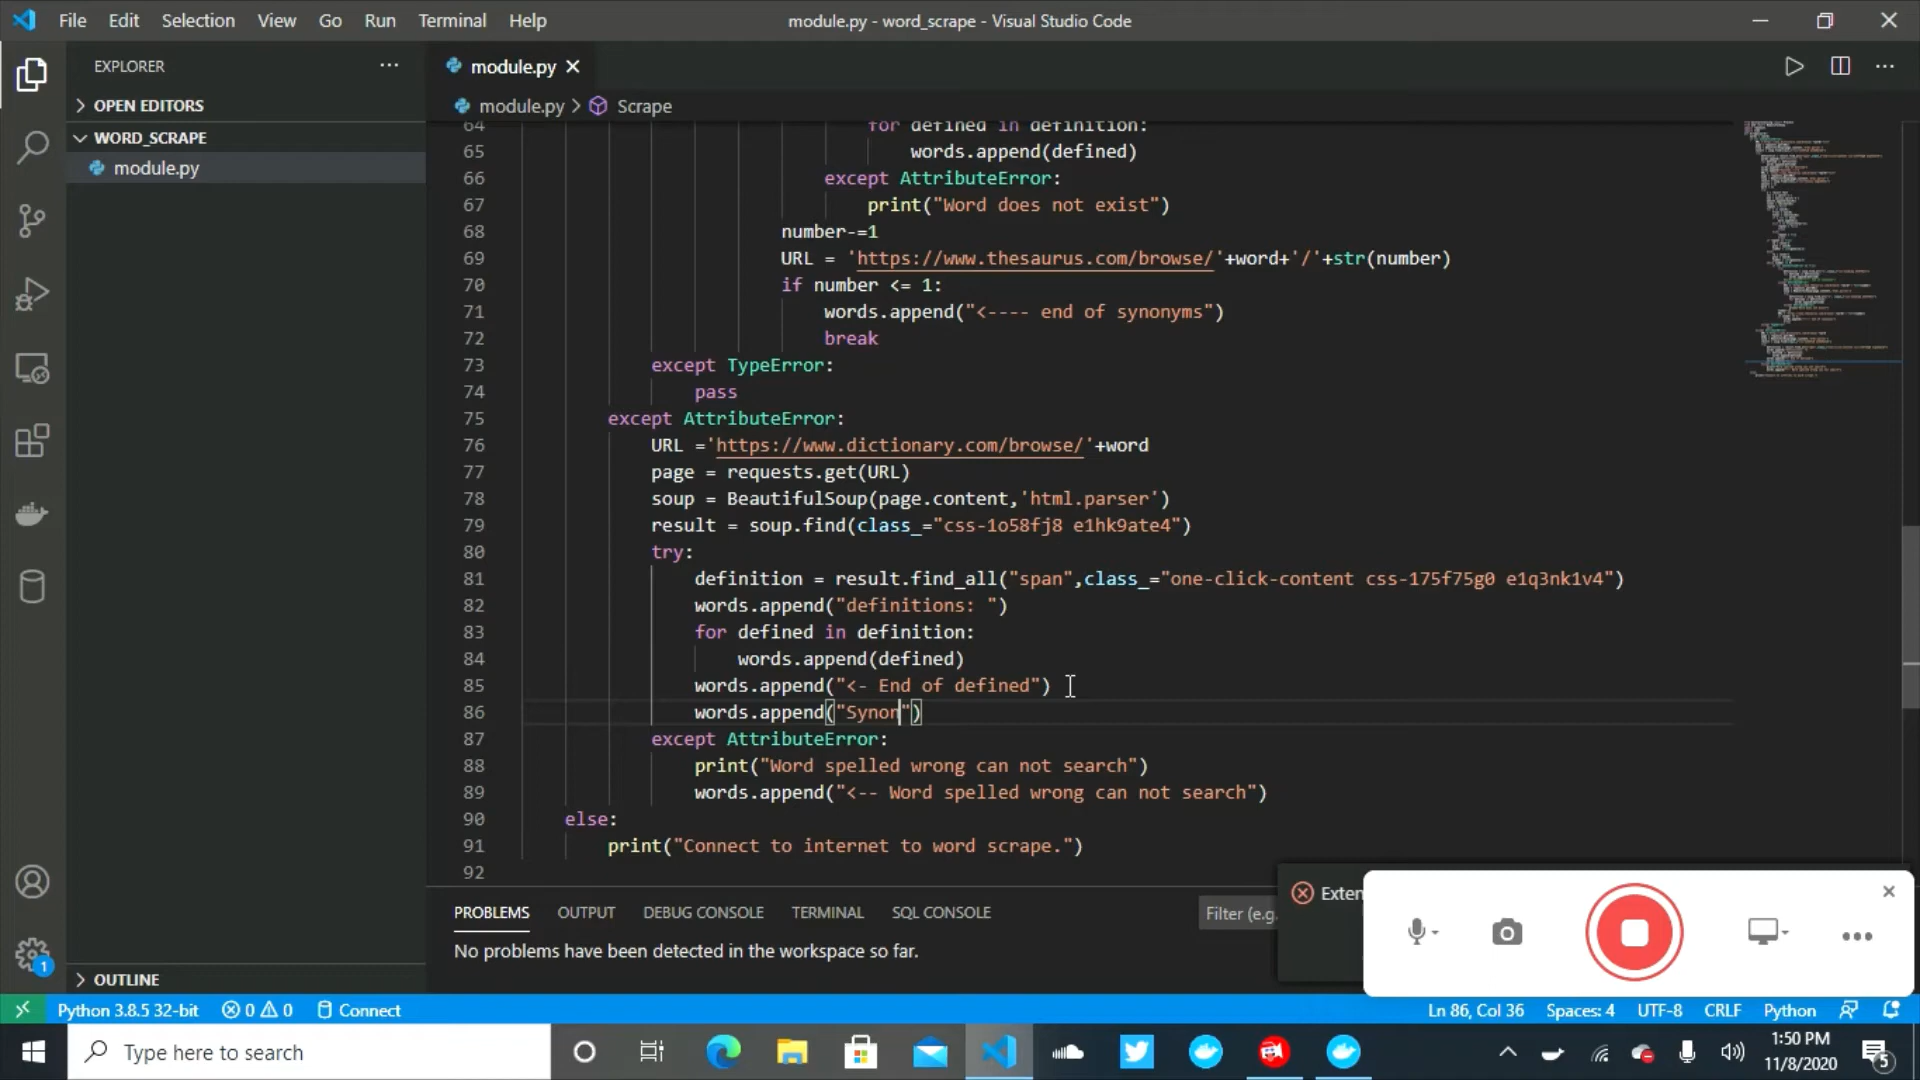 File Edit Selection View Go Run Terminal Help
module.py - word_scrape - Visual Studio Code
EXPLORER
OPEN EDITORS
WORD_SCRAPE
module.py
OUTLINE
module.py
module.py > Scrape
64 for defined in definition:
65 words.append(defined)
66 except AttributeError:
67 print("Word does not exist")
68 number-=1
69 URL = 'https://www.thesaurus.com/browse/'+word+'/'+str(number)
70 if number <= 1:
71 words.append("<---- end of synonyms")
72 break
73 except TypeError:
74 pass
75 except AttributeError:
76 URL ='https://www.dictionary.com/browse/'+word
77 page = requests.get(URL)
78 soup = BeautifulSoup(page.content,'html.parser')
79 result = soup.find(class_="css-1o58fj8 e1hk9ate4")
80 try:
81 definition = result.find_all("span",class_="one-click-content css-175f75g0 e1q3nk1v4")
82 words.append("definitions: ")
83 for defined in definition:
84 words.append(defined)
85 words.append("<- End of defined")
86 words.append("Synon")
87 except AttributeError:
88 print("Word spelled wrong can not search")
89 words.append("<-- Word spelled wrong can not search")
90 else:
91 print("Connect to internet to word scrape.")
92
PROBLEMS OUTPUT DEBUG CONSOLE TERMINAL SQL CONSOLE
Filter (e.g.
No problems have been detected in the workspace so far.
Exten
1
Python 3.8.5 32-bit 0 0 Connect
Ln 86, Col 36 Spaces: 4 UTF-8 CRLF Python
Type here to search
1:50 PM
11/8/2020
5